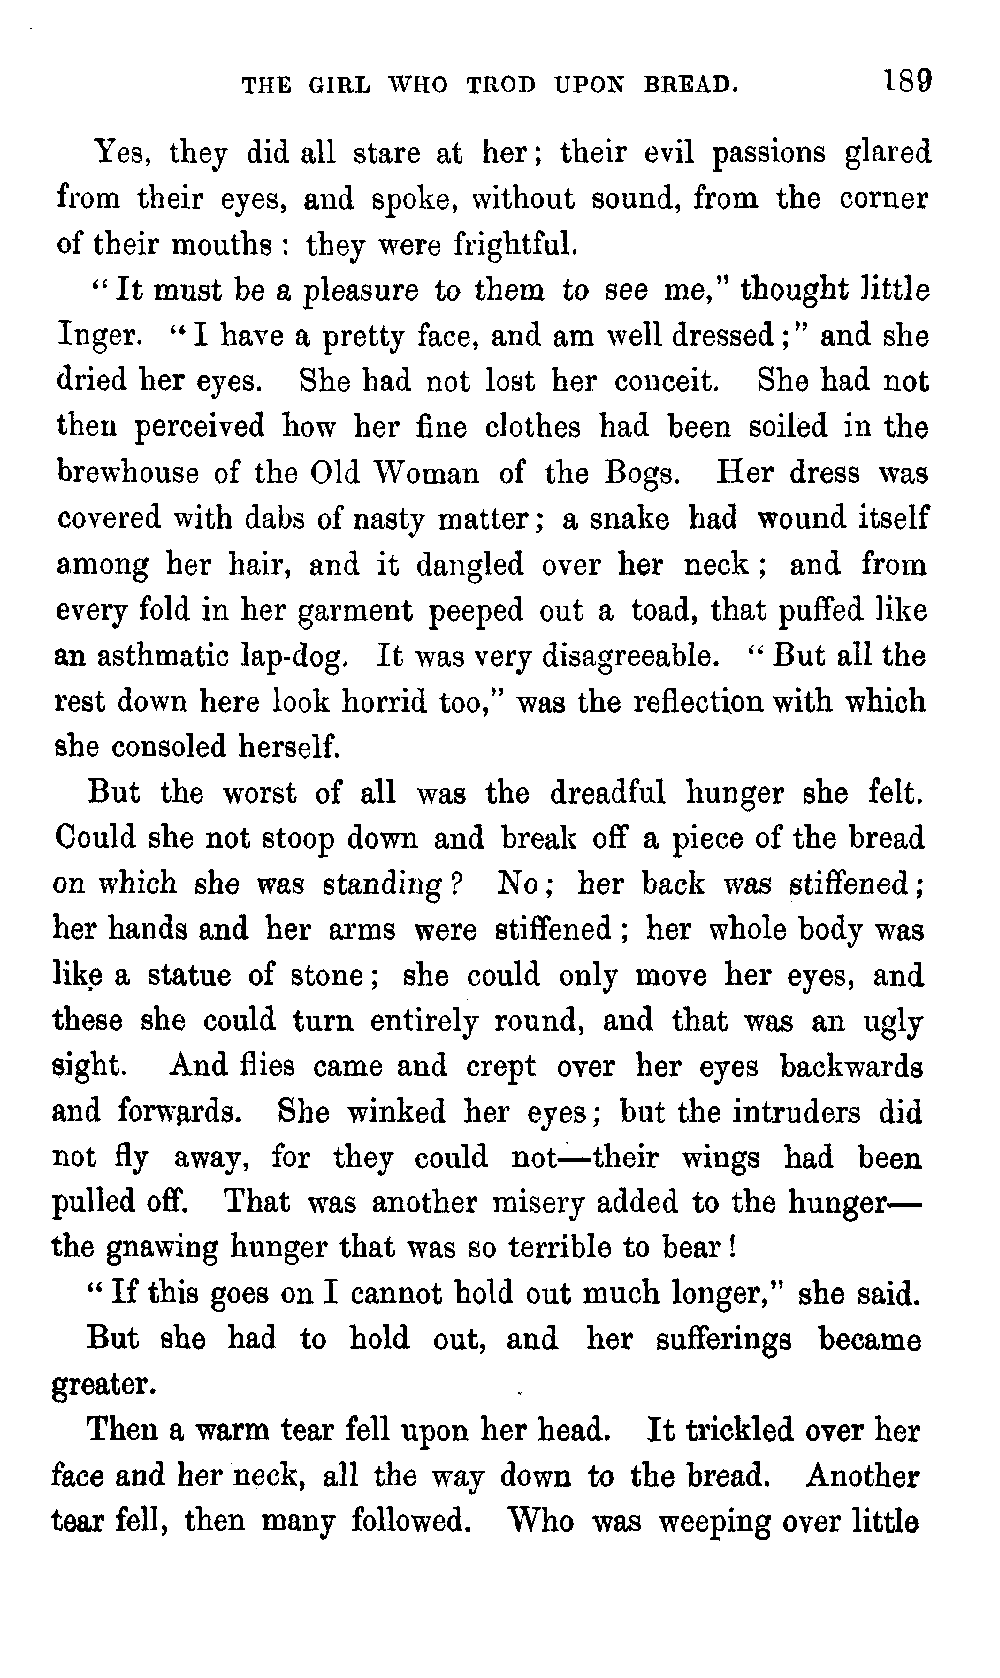 THE GIRL WHO TROD UPON BREAD. 189
Yes, they did all stare at her; their evil passions glared
from their eyes, and spoke, without sound, from the corner
of their mouths: they were frightful.
"It must be a pleasure to them to see me," thought little
Inger. "I have a pretty face, and am well dressed;" and she
dried her eyes. She had not lost her conceit. She had not
then perceived how her fine clothes had been soiled in the
brewhouse of the Old Woman of the Bogs. Her dress was
covered with dabs of nasty matter; a snake had wound itself
among her hair, and it dangled over her neck; and from
every fold in her garment peeped out a toad, that puffed like
an asthmatic lap-dog. It was very disagreeable. "But all the
rest down here look horrid too," was the reflection with which
she consoled herself.
But the worst of all was the dreadful hunger she felt.
Could she not stoop down and break off a piece of the bread
on which she was standing? No; her back was stiffened;
her hands and her arms were stiffened; her whole body was
like a statue of stone; she could only move her eyes, and
these she could turn entirely round, and that was an ugly
sight. And flies came and crept over her eyes backwards
and forwards. She winked her eyes; but the intruders did
not fly away, for they could not—their wings had been
pulled off. That was another misery added to the hunger—
the gnawing hunger that was so terrible to bear!
"If this goes on I cannot hold out much longer," she said.
But she had to hold out, and her sufferings became
greater.
Then a warm tear fell upon her head. It trickled over her
face and her neck, all the way down to the bread. Another
tear fell, then many followed. Who was weeping over little